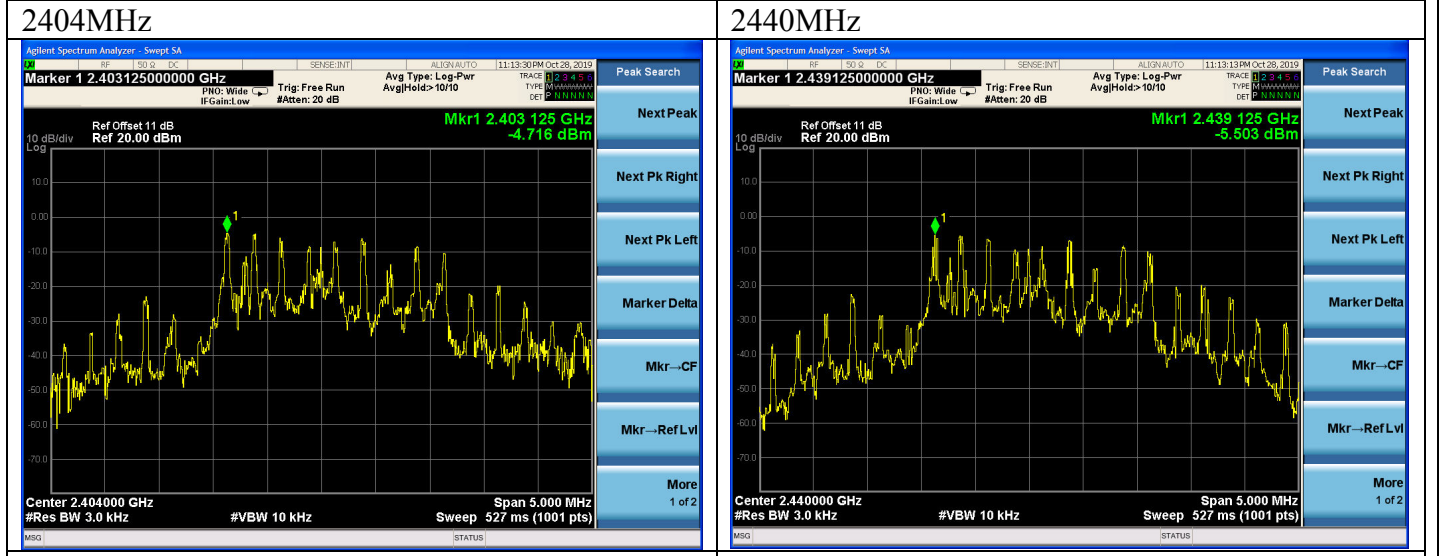 2404MHz
Agilent Spectrum Analyzer - Swept SA
LXI RF 50 Ω DC SENSE:INT ALIGN AUTO 11:13:30 PM Oct 28, 2019
Marker 1 2.403125000000 GHz
PNO: Wide
IFGain:Low
Trig: Free Run
#Atten: 20 dB
Avg Type: Log-Pwr
Avg|Hold:>10/10
TRACE 1 2 3 4 5 6
TYPE M
DET P N N N N N
Peak Search
Mkr1 2.403 125 GHz
-4.716 dBm
Ref Offset 11 dB
10 dB/div Ref 20.00 dBm
Log
10.0
0.00
-10.0
-20.0
-30.0
-40.0
-50.0
-60.0
-70.0
1
Next Peak
Next Pk Right
Next Pk Left
Marker Delta
Mkr→CF
Mkr→Ref Lvl
More
1 of 2
Center 2.404000 GHz Span 5.000 MHz
#Res BW 3.0 kHz #VBW 10 kHz Sweep 527 ms (1001 pts)
MSG STATUS
2440MHz
Agilent Spectrum Analyzer - Swept SA
LXI RF 50 Ω DC SENSE:INT ALIGN AUTO 11:13:13 PM Oct 28, 2019
Marker 1 2.439125000000 GHz
PNO: Wide
IFGain:Low
Trig: Free Run
#Atten: 20 dB
Avg Type: Log-Pwr
Avg|Hold:>10/10
TRACE 1 2 3 4 5 6
TYPE M
DET P N N N N N
Peak Search
Mkr1 2.439 125 GHz
-5.503 dBm
Ref Offset 11 dB
10 dB/div Ref 20.00 dBm
Log
10.0
0.00
-10.0
-20.0
-30.0
-40.0
-50.0
-60.0
-70.0
1
Next Peak
Next Pk Right
Next Pk Left
Marker Delta
Mkr→CF
Mkr→Ref Lvl
More
1 of 2
Center 2.440000 GHz Span 5.000 MHz
#Res BW 3.0 kHz #VBW 10 kHz Sweep 527 ms (1001 pts)
MSG STATUS